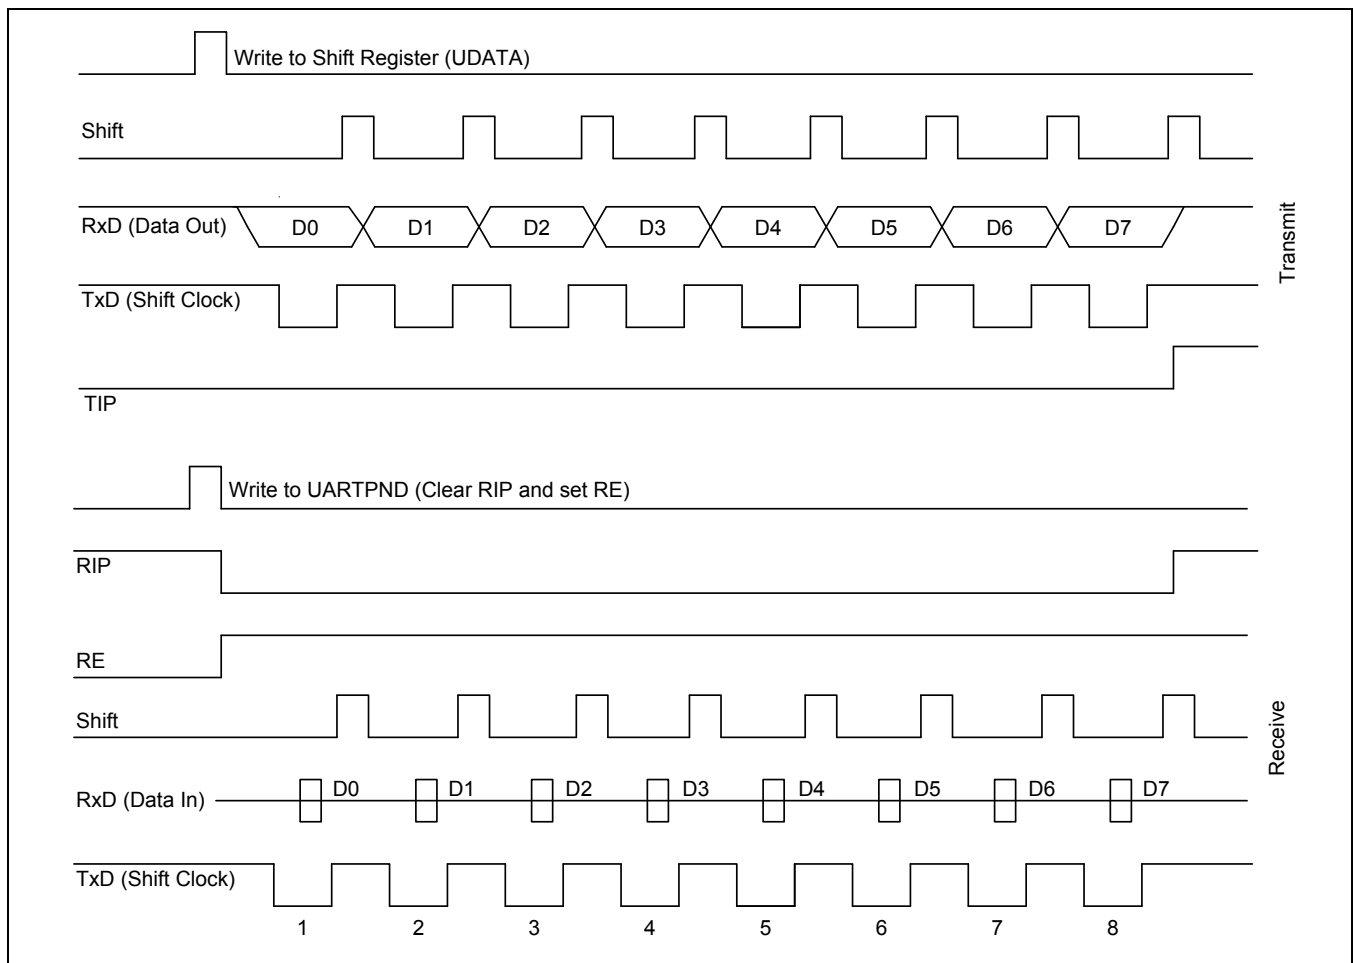 Write to Shift Register (UDATA)
Shift
RxD (Data Out)
D0 D1 D2 D3 D4 D5 D6 D7
TxD (Shift Clock)
TIP
Transmit
Write to UARTPND (Clear RIP and set RE)
RIP
RE
Shift
RxD (Data In)
D0 D1 D2 D3 D4 D5 D6 D7
TxD (Shift Clock)
1 2 3 4 5 6 7 8
Receive